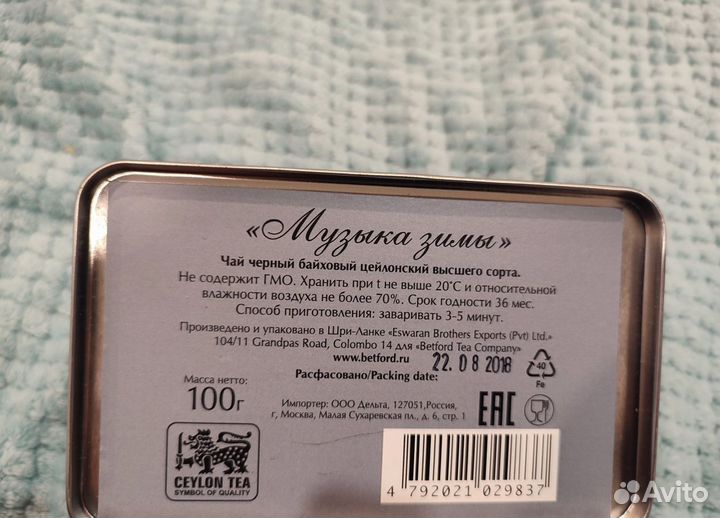 «Музыка зимы»
Чай черный байховый цейлонский высшего сорта.
Не содержит ГМО. Хранить при t не выше 20˚С и относительной
влажности воздуха не более 70%. Срок годности 36 мес.
Способ приготовления: заваривать 3-5 минут.
Произведено и упаковано в Шри-Ланке «Eswaran Brothers Exports (Pvt) Ltd.»
104/11 Grandpas Road, Colombo 14 для «Betford Tea Company»
www.betford.ru
22.08 2018
Расфасовано/Packing date:
40
Fe
Масса нетто:
100г
Импортер: ООО Дельта, 127051,Россия,
г, Москва, Малая Сухаревская пл., д. 6, стр. 1
EAC
CEYLON TEA
SYMBOL OF QUALITY
4 792021 029837
Avito